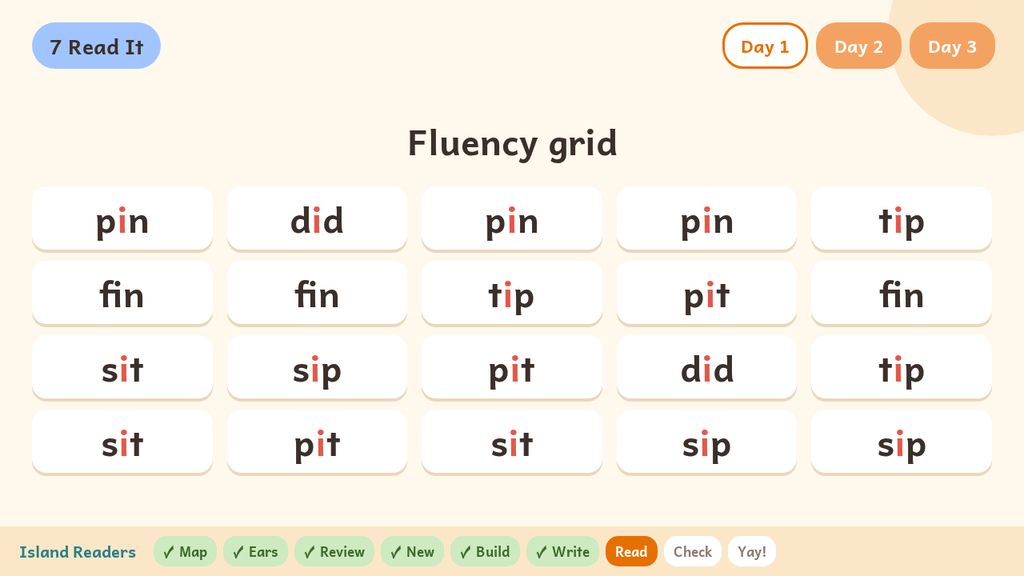 7 Read It
Day 1 Day 2 Day 3
Fluency grid
pin did pin pin tip
fin fin tip pit fin
sit sip pit did tip
sit pit sit sip sip
Island Readers ✓ Map ✓ Ears ✓ Review ✓ New ✓ Build ✓ Write Read Check Yay!